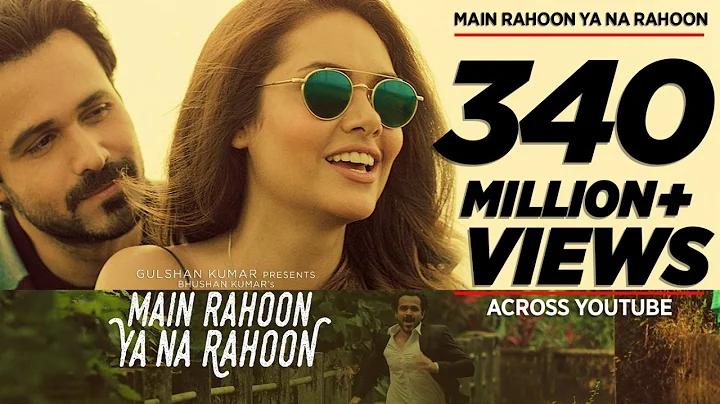 MAIN RAHOON YA NA RAHOON
340
MILLION+
VIEWS
ACROSS YOUTUBE
GULSHAN KUMAR PRESENTS
BHUSHAN KUMAR'S
MAIN RAHOON
YA NA RAHOON